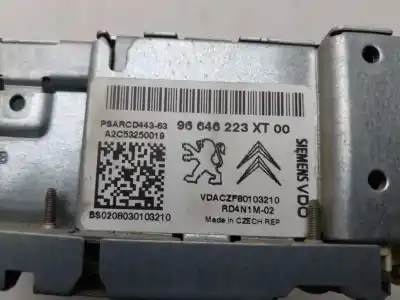 PSARCD443-63 96 646 223 XT 00
A2C53250019
SIEMENS VDO
VDACZF80103210
RD4N1M-02
BS0208030103210
Made in CZECH REP